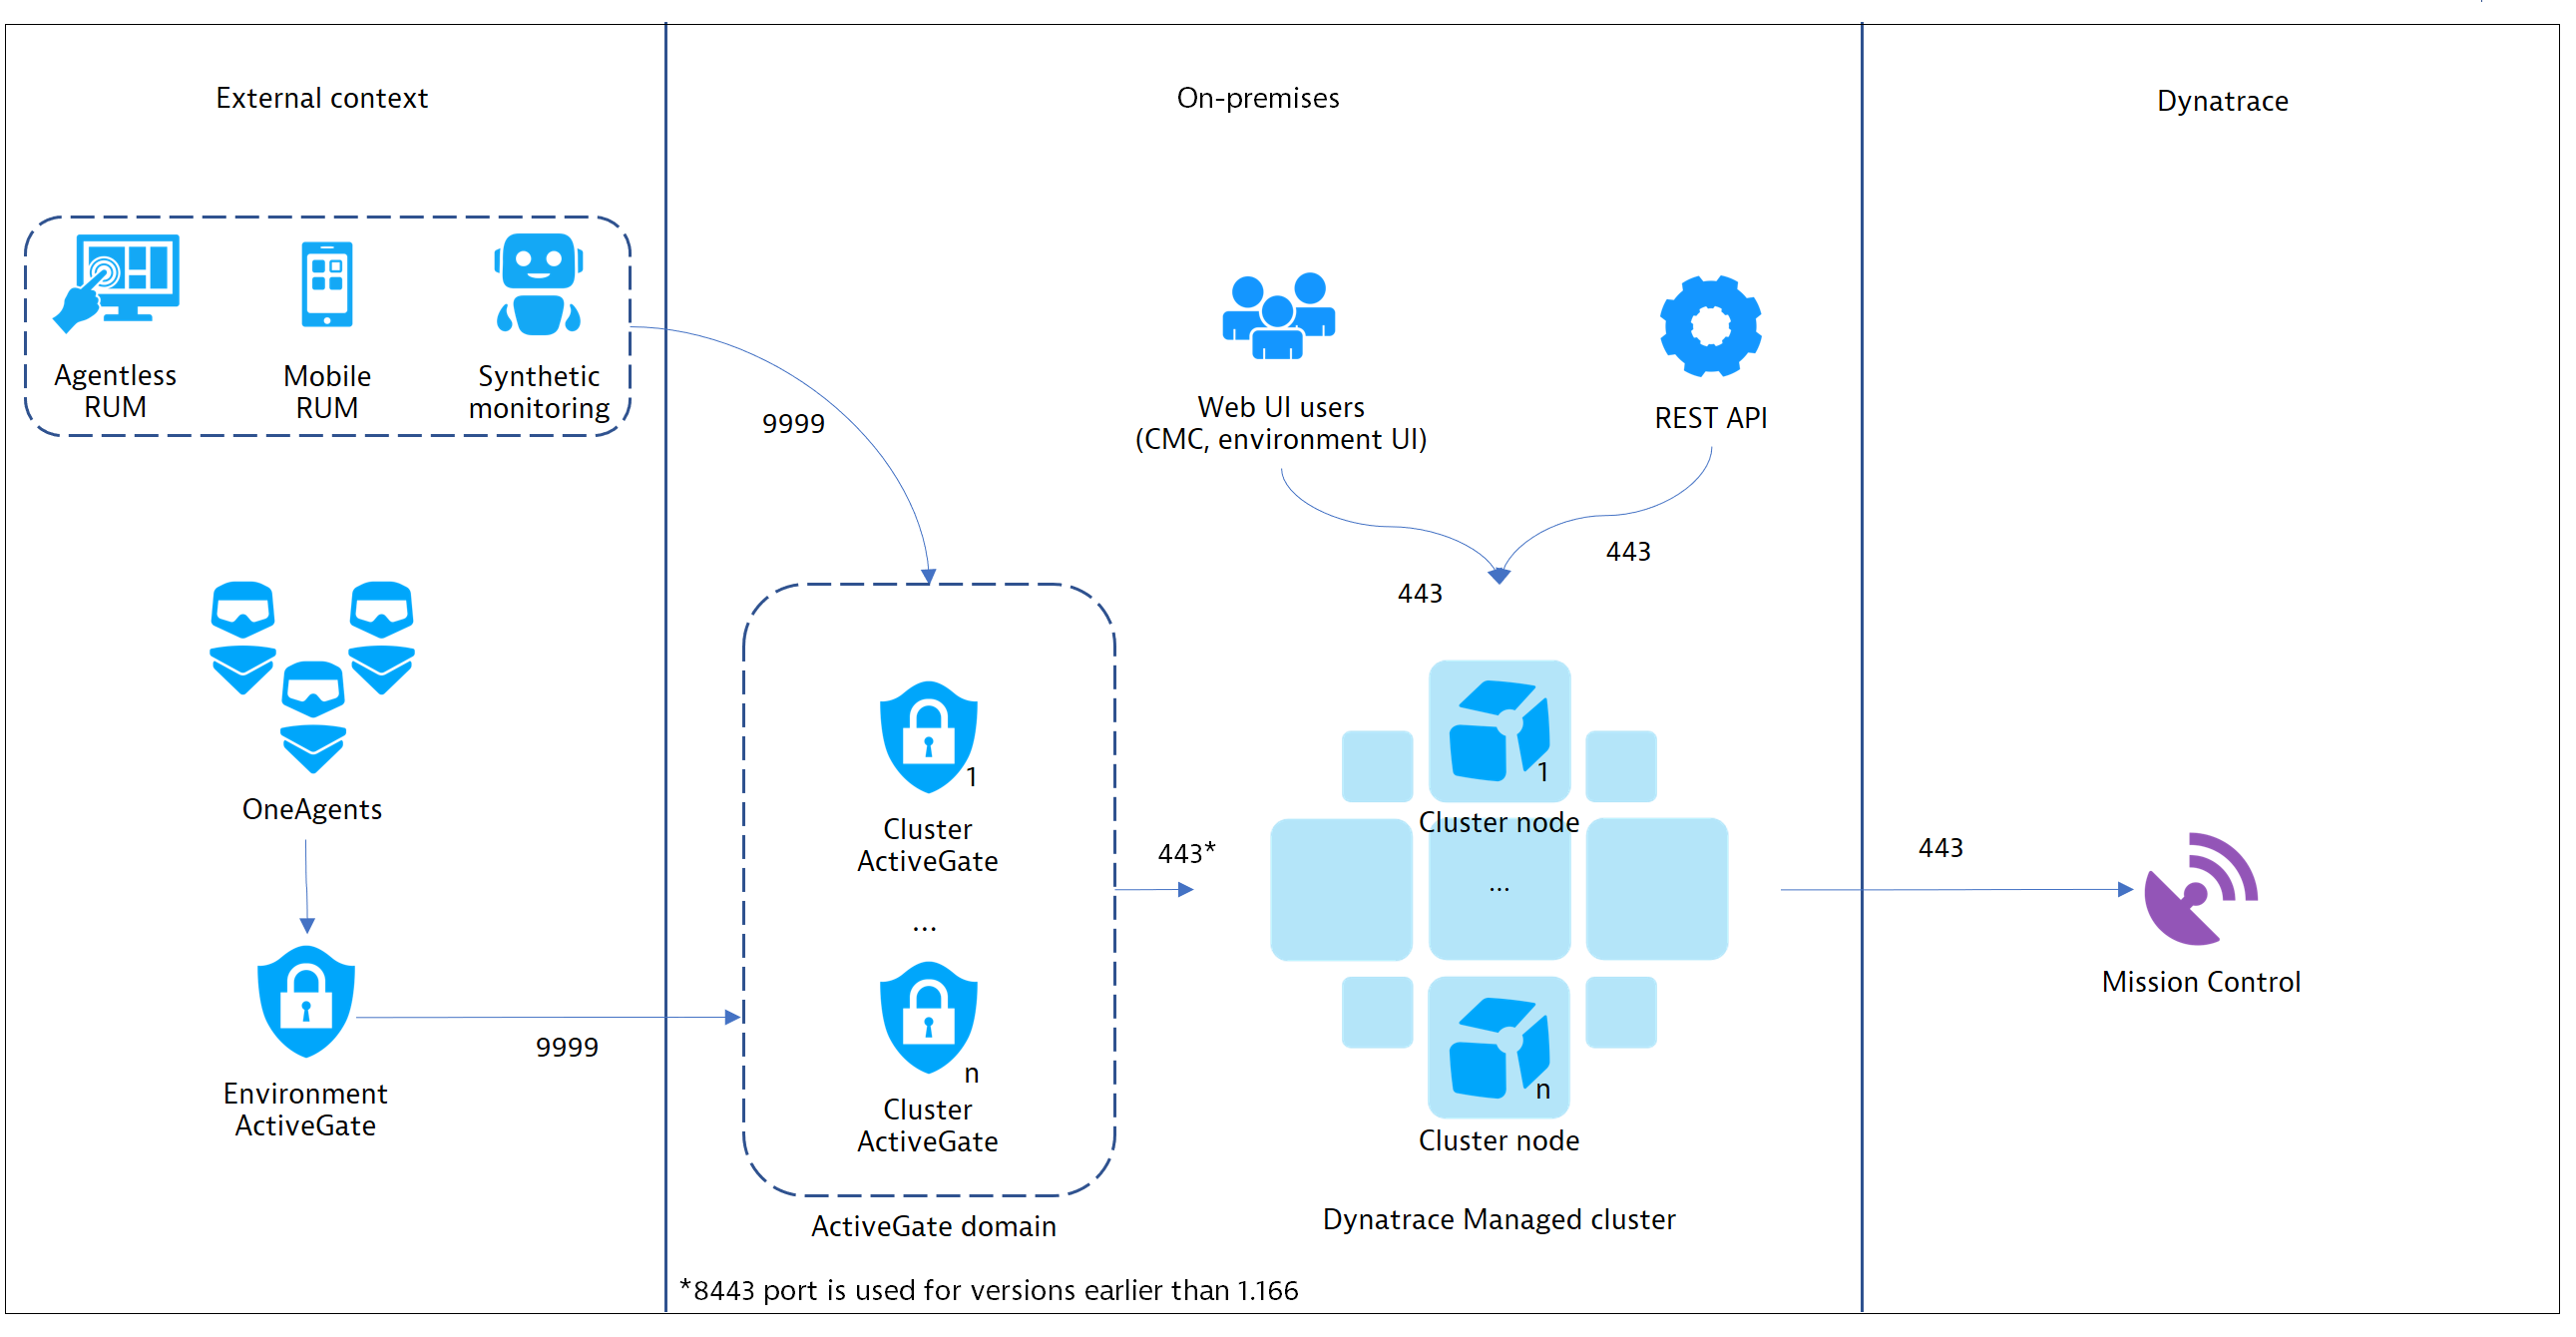 External context
On-premises
Dynatrace
Agentless
RUM
Mobile
RUM
Synthetic
monitoring
9999
Web UI users
(CMC, environment UI)
REST API
443
443
OneAgents
Environment
ActiveGate
9999
1
Cluster
ActiveGate
...
n
Cluster
ActiveGate
ActiveGate domain
443*
1
Cluster node
...
n
Cluster node
Dynatrace Managed cluster
443
Mission Control
*8443 port is used for versions earlier than 1.166